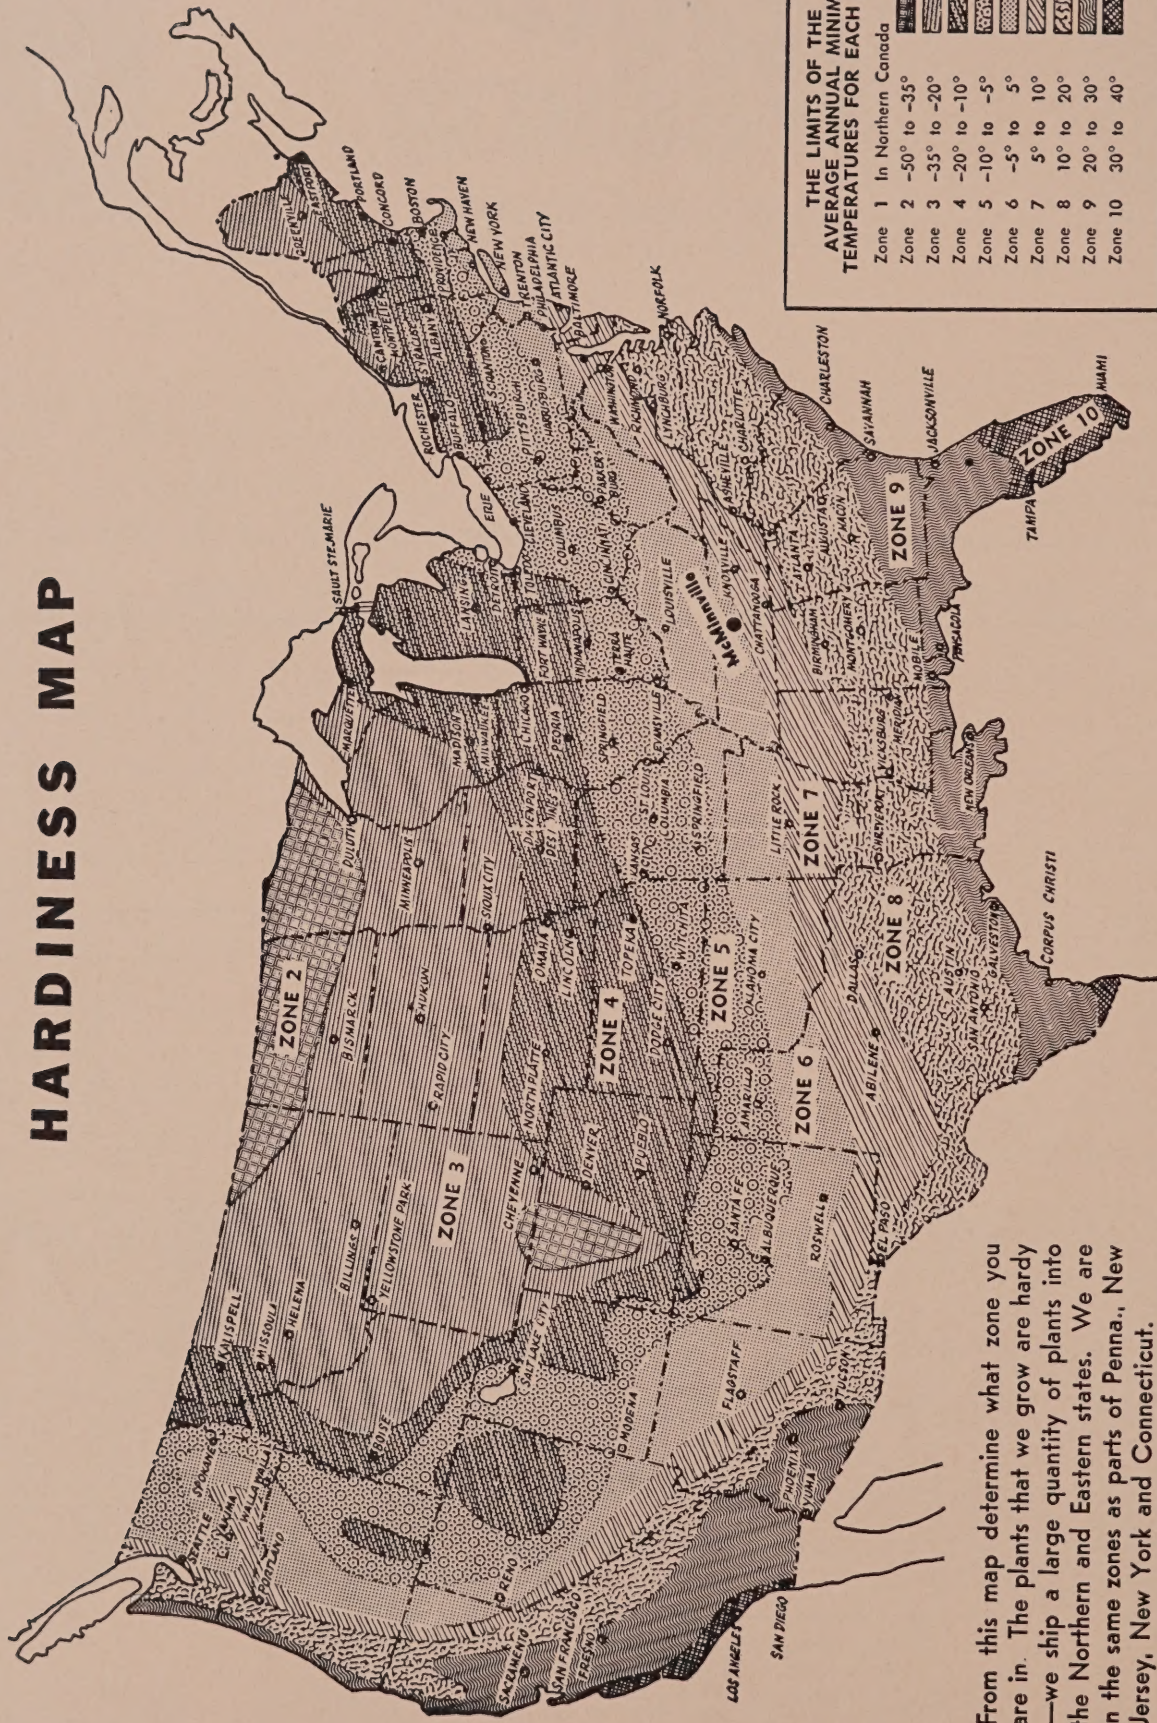 HARDINESS MAP
SEATTLE
SPOKANE
YAKIMA
WALLA WALLA
PORTLAND
KALISPELL
MISSOULA
HELENA
BILLINGS
YELLOWSTONE PARK
BOISE
ZONE 2
BISMARCK
DULUTH
MINNEAPOLIS
RAPID CITY
ZONE 3
SIOUX CITY
CHEYENNE
NORTH PLATTE
OMAHA
LINCOLN
DES MOINES
DAVENPORT
MARQUETTE
SAULT STE. MARIE
MADISON
MILWAUKEE
CHICAGO
PEORIA
LANSING
DETROIT
TOLEDO
FORT WAYNE
INDIANAPOLIS
TERRA HAUTE
SPRINGFIELD
EVANSVILLE
ERIE
CLEVELAND
COLUMBUS
CINCINNATI
PARKERSBURG
PITTSBURGH
HARRISBURG
SCRANTON
ROCHESTER
BUFFALO
SYRACUSE
ALBANY
CANTON
MONTPELIER
GREENVILLE
EASTPORT
PORTLAND
CONCORD
BOSTON
PROVIDENCE
NEW HAVEN
NEW YORK
TRENTON
PHILADELPHIA
ATLANTIC CITY
BALTIMORE
WASHINGTON
RICHMOND
NORFOLK
LYNCHBURG
RENO
SACRAMENTO
SAN FRANCISCO
FRESNO
LOS ANGELES
SAN DIEGO
SALT LAKE CITY
MODENA
DENVER
PUEBLO
ZONE 4
TOPEKA
DODGE CITY
KANSAS
ST LOUIS
COLUMBIA
SPRINGFIELD
WICHITA
ZONE 5
OKLAHOMA CITY
AMARILLO
SANTA FE
ALBUQUERQUE
ROSWELL
ZONE 6
FLAGSTAFF
PHOENIX
YUMA
TUCSON
EL PASO
ABILENE
DALLAS
LITTLE ROCK
ZONE 7
LOUISVILLE
McMinnville
KNOXVILLE
CHATTANOOGA
ASHEVILLE
CHARLOTTE
ATLANTA
AUGUSTA
MACON
BIRMINGHAM
MONTGOMERY
MOBILE
MERIDIAN
VICKSBURG
SHREVEPORT
ZONE 8
AUSTIN
SAN ANTONIO
GALVESTON
CORPUS CHRISTI
NEW ORLEANS
PENSACOLA
ZONE 9
CHARLESTON
SAVANNAH
JACKSONVILLE
TAMPA
ZONE 10
MIAMI
From this map determine what zone you
are in. The plants that we grow are hardy
—we ship a large quantity of plants into
the Northern and Eastern states. We are
in the same zones as parts of Penna., New
Jersey, New York and Connecticut.
THE LIMITS OF THE
AVERAGE ANNUAL
TEMPERATURES FOR EACH
Zone 1 In Northern Canada
Zone 2 -50° to -35°
Zone 3 -35° to -20°
Zone 4 -20° to -10°
Zone 5 -10° to -5°
Zone 6 -5° to 5°
Zone 7 5° to 10°
Zone 8 10° to 20°
Zone 9 20° to 30°
Zone 10 30° to 40°